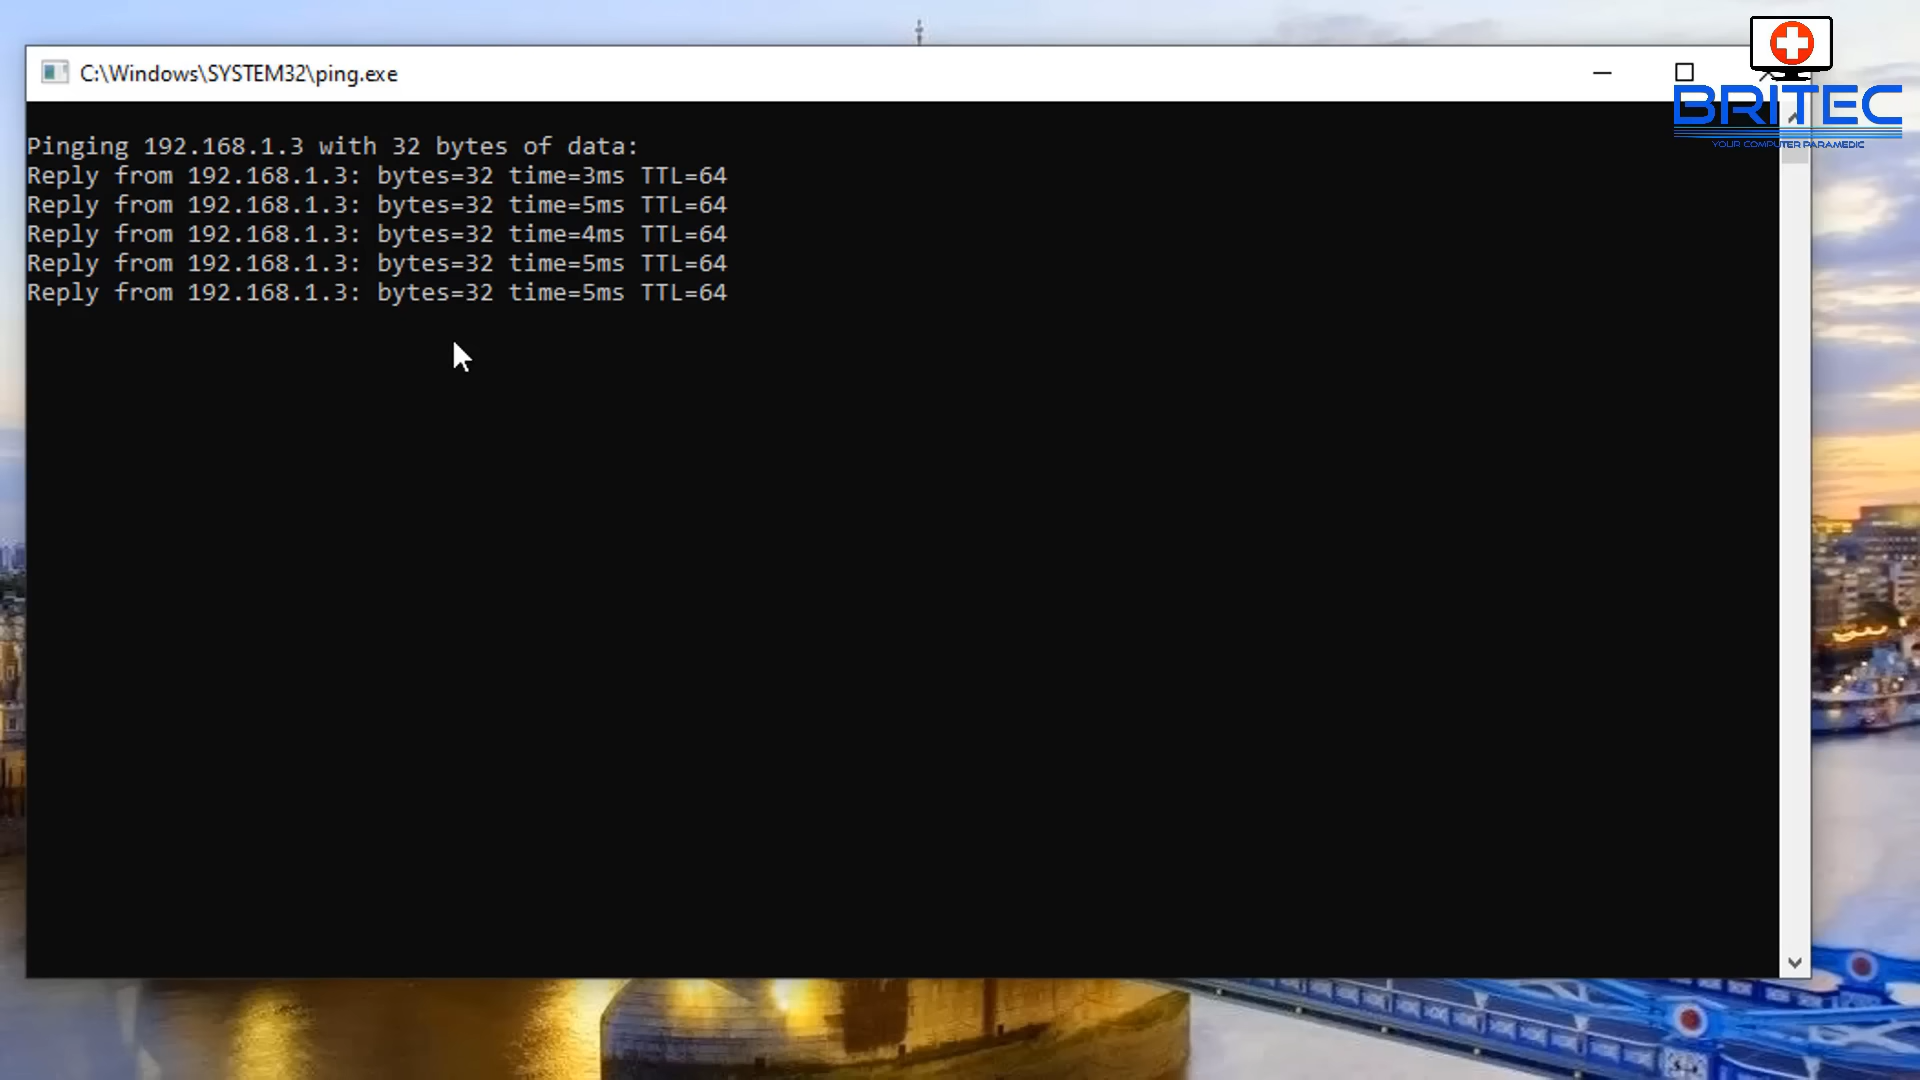 C:\Windows\SYSTEM32\ping.exe
BRITEC
YOUR COMPUTER PARAMEDIC
Pinging 192.168.1.3 with 32 bytes of data:
Reply from 192.168.1.3: bytes=32 time=3ms TTL=64
Reply from 192.168.1.3: bytes=32 time=5ms TTL=64
Reply from 192.168.1.3: bytes=32 time=4ms TTL=64
Reply from 192.168.1.3: bytes=32 time=5ms TTL=64
Reply from 192.168.1.3: bytes=32 time=5ms TTL=64